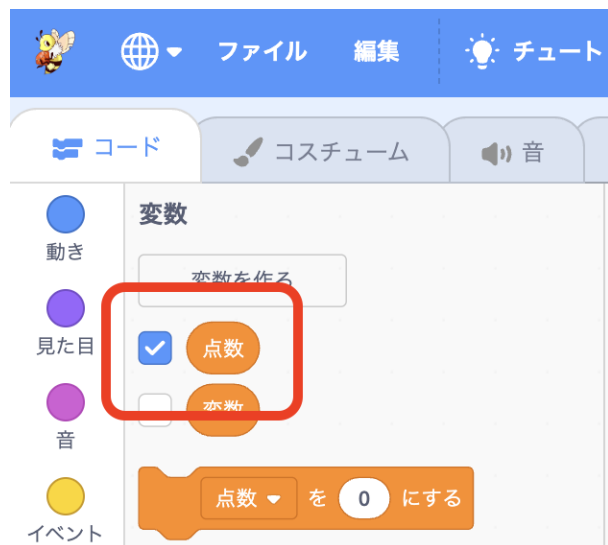 ファイル 編集 チュート
コード コスチューム 音
変数
動き
変数を作る
見た目
点数
変数
音
点数 を 0 にする
イベント